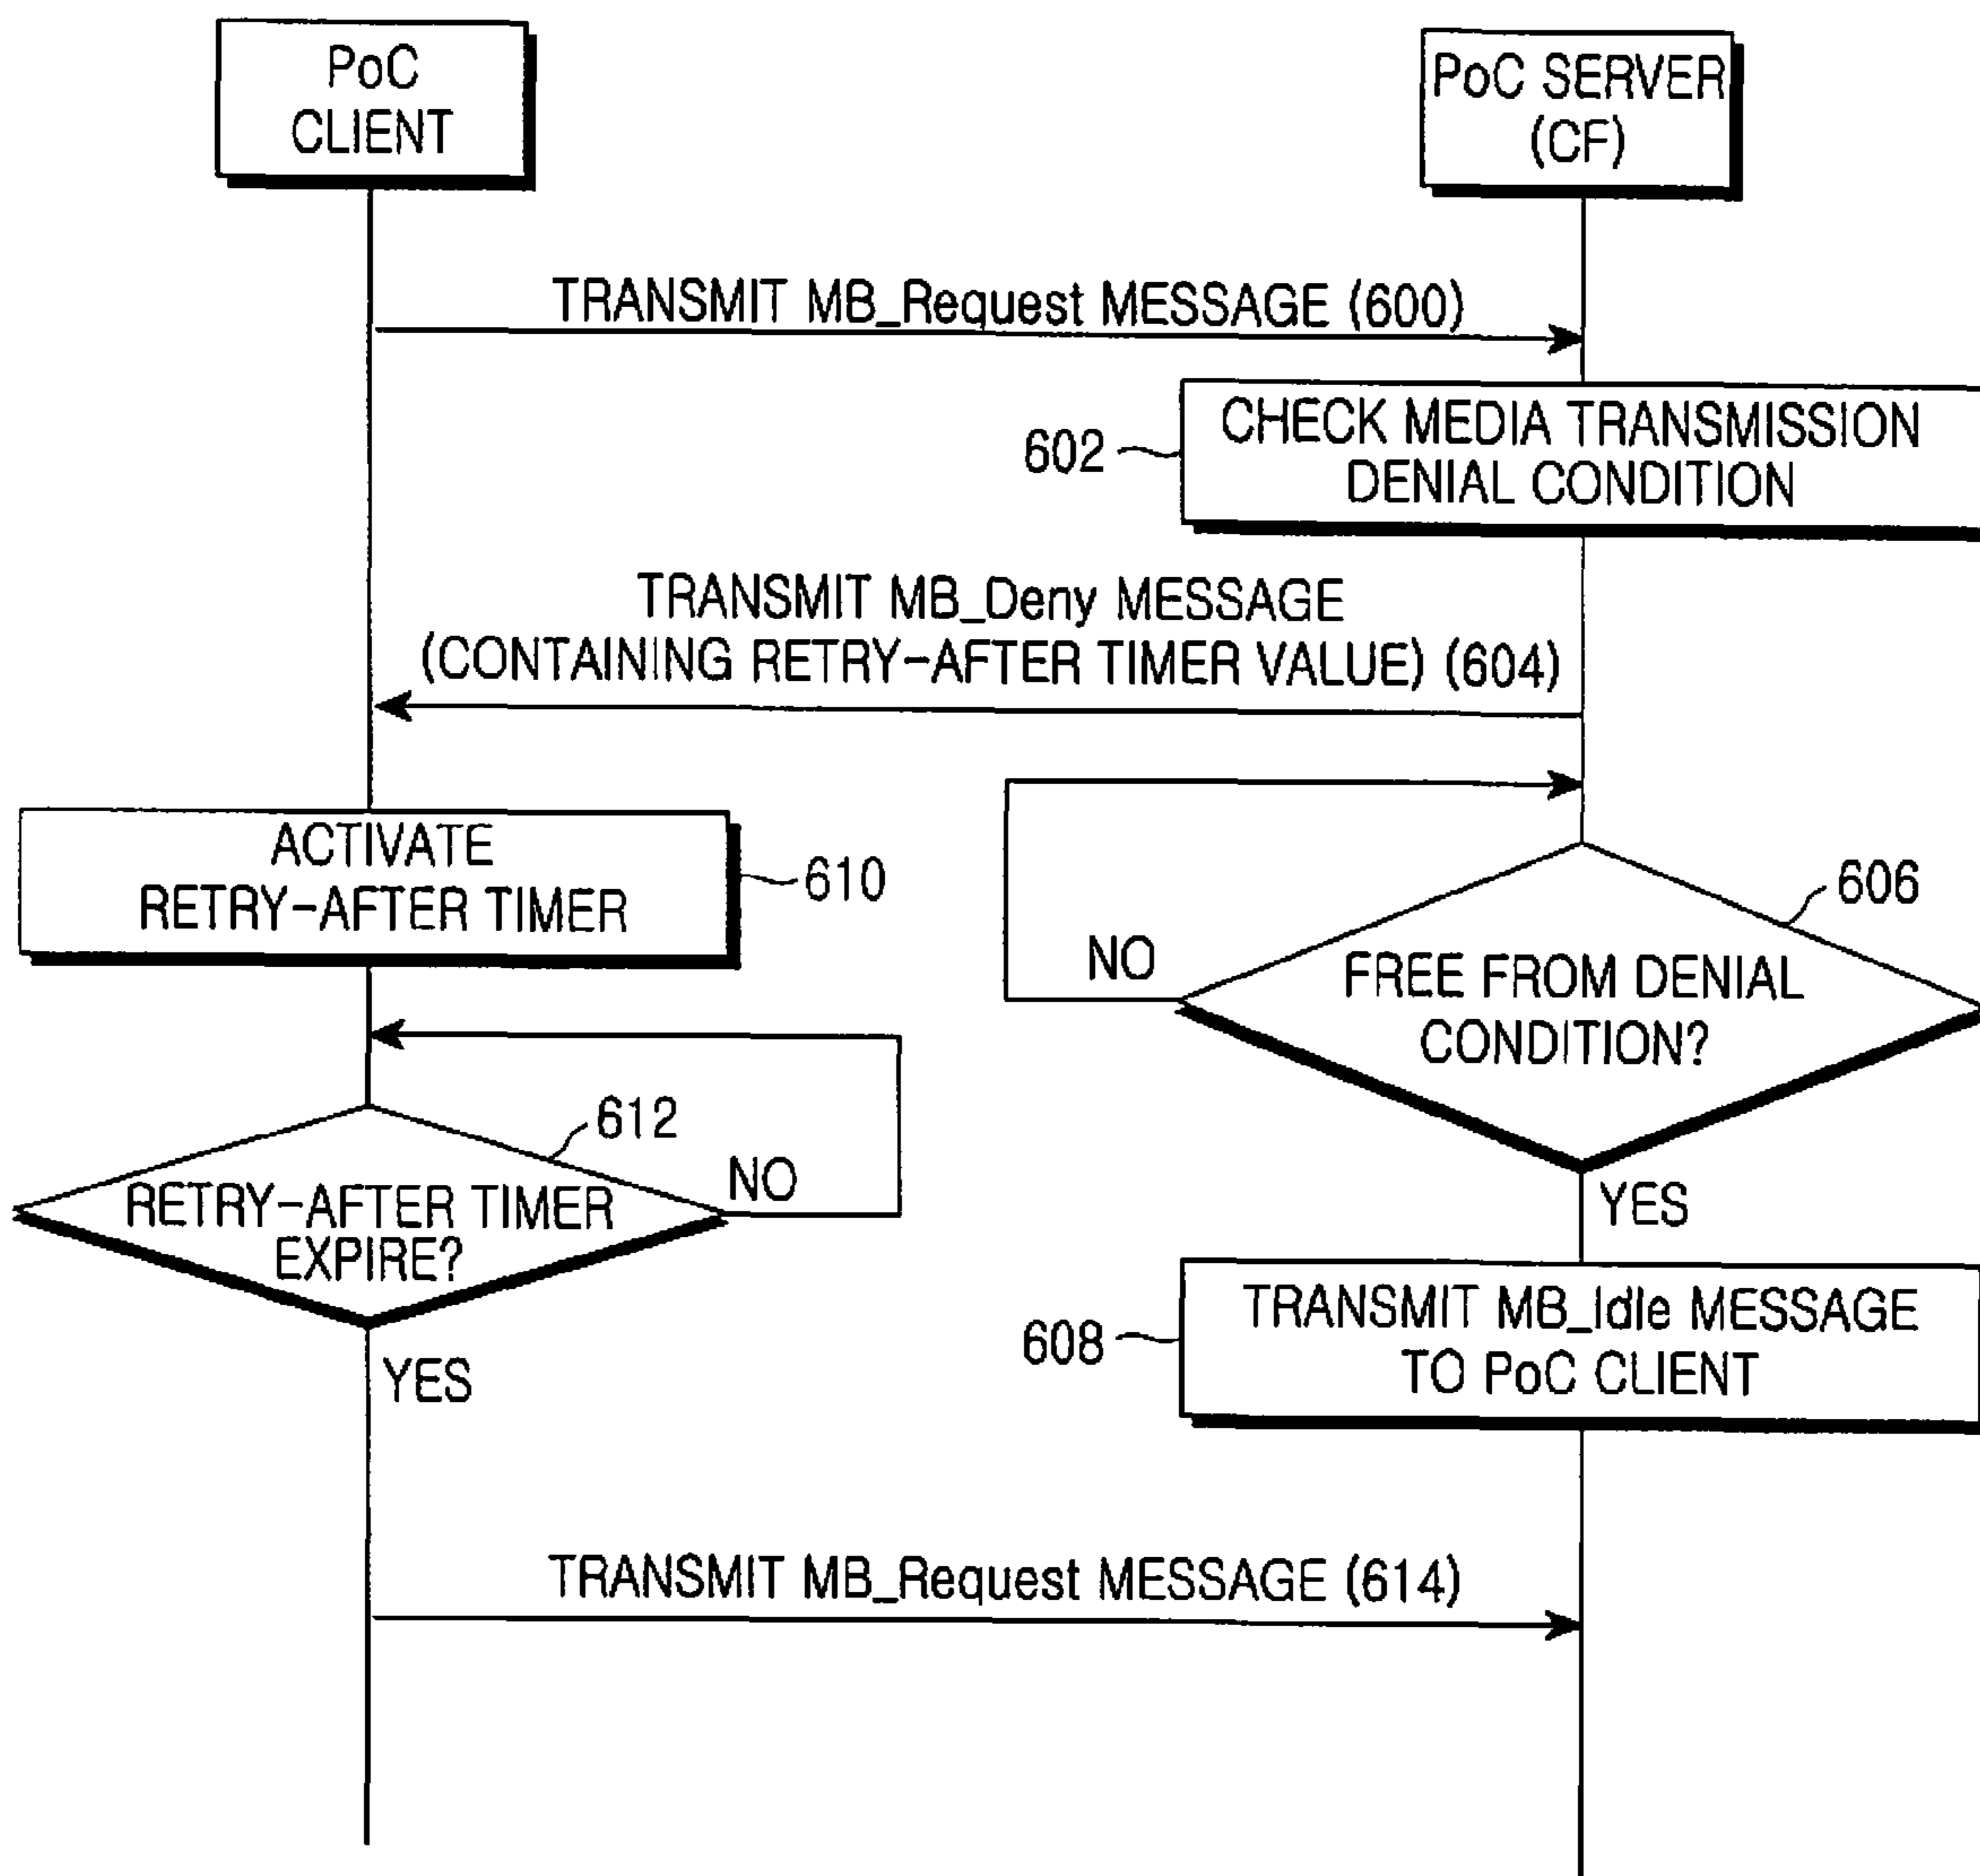 PoC
CLIENT
PoC SERVER
(CF)
TRANSMIT MB_Request MESSAGE (600)
602
CHECK MEDIA TRANSMISSION
DENIAL CONDITION
TRANSMIT MB_Deny MESSAGE
(CONTAINING RETRY-AFTER TIMER VALUE) (604)
ACTIVATE
RETRY-AFTER TIMER
610
606
NO
FREE FROM DENIAL
CONDITION?
612
NO
RETRY-AFTER TIMER
EXPIRE?
YES
YES
608
TRANSMIT MB_Idle MESSAGE
TO PoC CLIENT
TRANSMIT MB_Request MESSAGE (614)